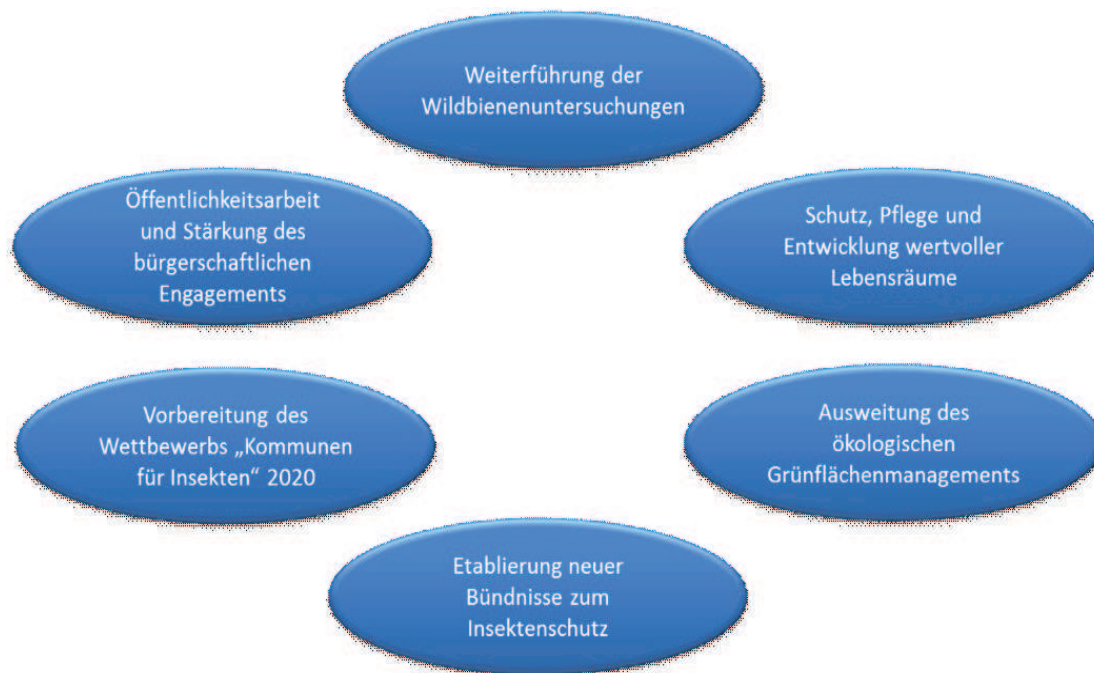 Weiterführung der
Wildbienenuntersuchungen
Öffentlichkeitsarbeit
und Stärkung des
bürgerschaftlichen
Engagements
Schutz, Pflege und
Entwicklung wertvoller
Lebensräume
Vorbereitung des
Wettbewerbs „Kommunen
für Insekten“ 2020
Ausweitung des
ökologischen
Grünflächenmanagements
Etablierung neuer
Bündnisse zum
Insektenschutz